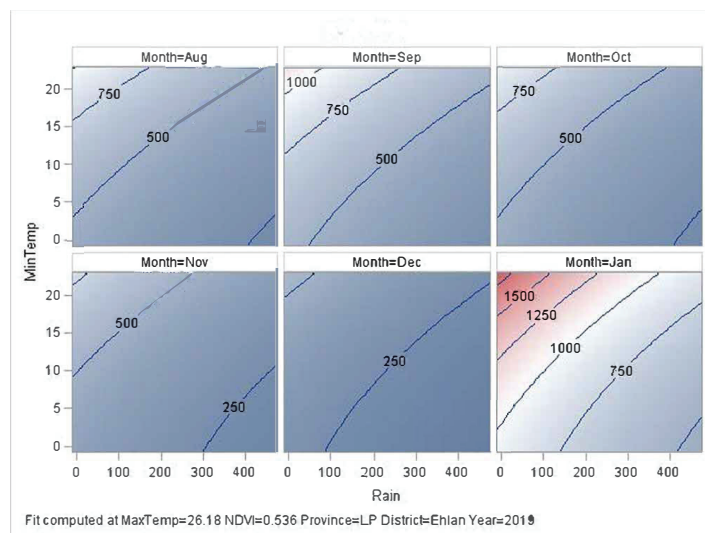 Month=Aug
Month=Sep
Month=Oct
750
500
1000
750
500
750
500
20
15
10
5
0
Month=Nov
Month=Dec
Month=Jan
500
250
250
1500
1250
1000
750
20
15
10
5
0
MinTemp
0 100 200 300 400
0 100 200 300 400
0 100 200 300 400
Rain
Fit computed at MaxTemp=26.18 NDVI=0.536 Province=LP District=Ehlan Year=2019